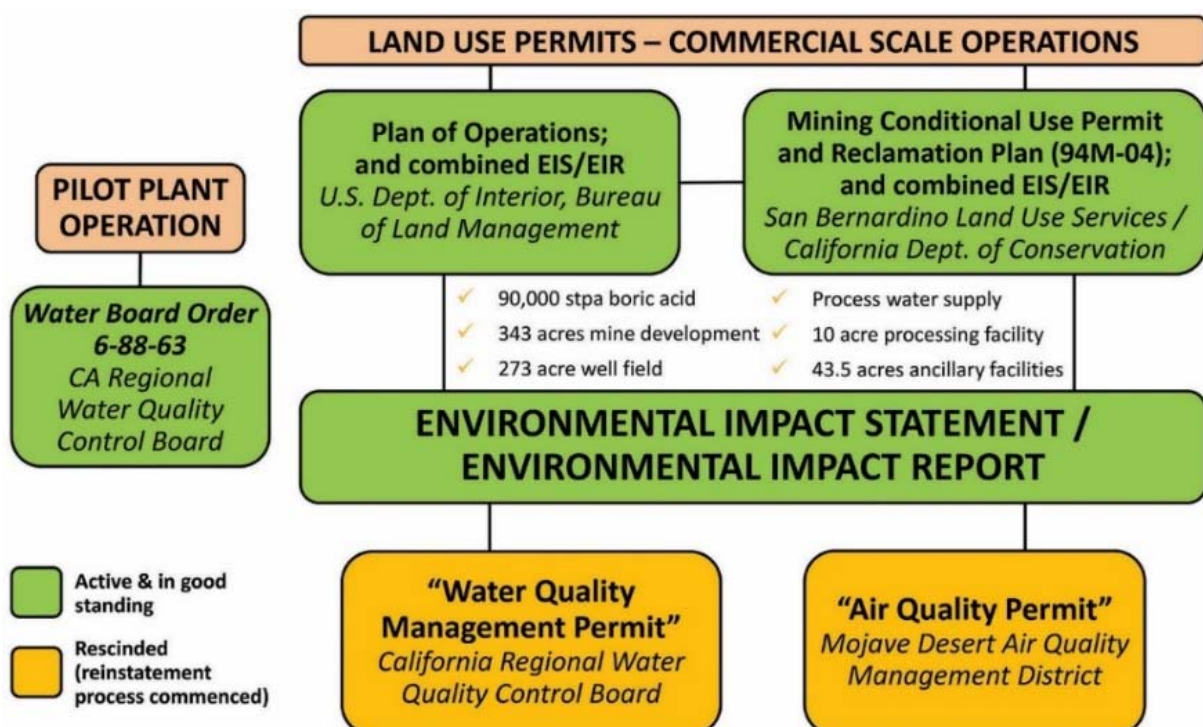 LAND USE PERMITS – COMMERCIAL SCALE OPERATIONS
Plan of Operations;
and combined EIS/EIR
U.S. Dept. of Interior, Bureau
of Land Management
Mining Conditional Use Permit
and Reclamation Plan (94M-04);
and combined EIS/EIR
San Bernardino Land Use Services /
California Dept. of Conservation
PILOT PLANT
OPERATION
Water Board Order
6-88-63
CA Regional
Water Quality
Control Board
✓ 90,000 stpa boric acid
✓ 343 acres mine development
✓ 273 acre well field
✓ Process water supply
✓ 10 acre processing facility
✓ 43.5 acres ancillary facilities
ENVIRONMENTAL IMPACT STATEMENT /
ENVIRONMENTAL IMPACT REPORT
Active & in good
standing
Rescinded
(reinstatement
process commenced)
“Water Quality
Management Permit”
California Regional Water
Quality Control Board
“Air Quality Permit”
Mojave Desert Air Quality
Management District